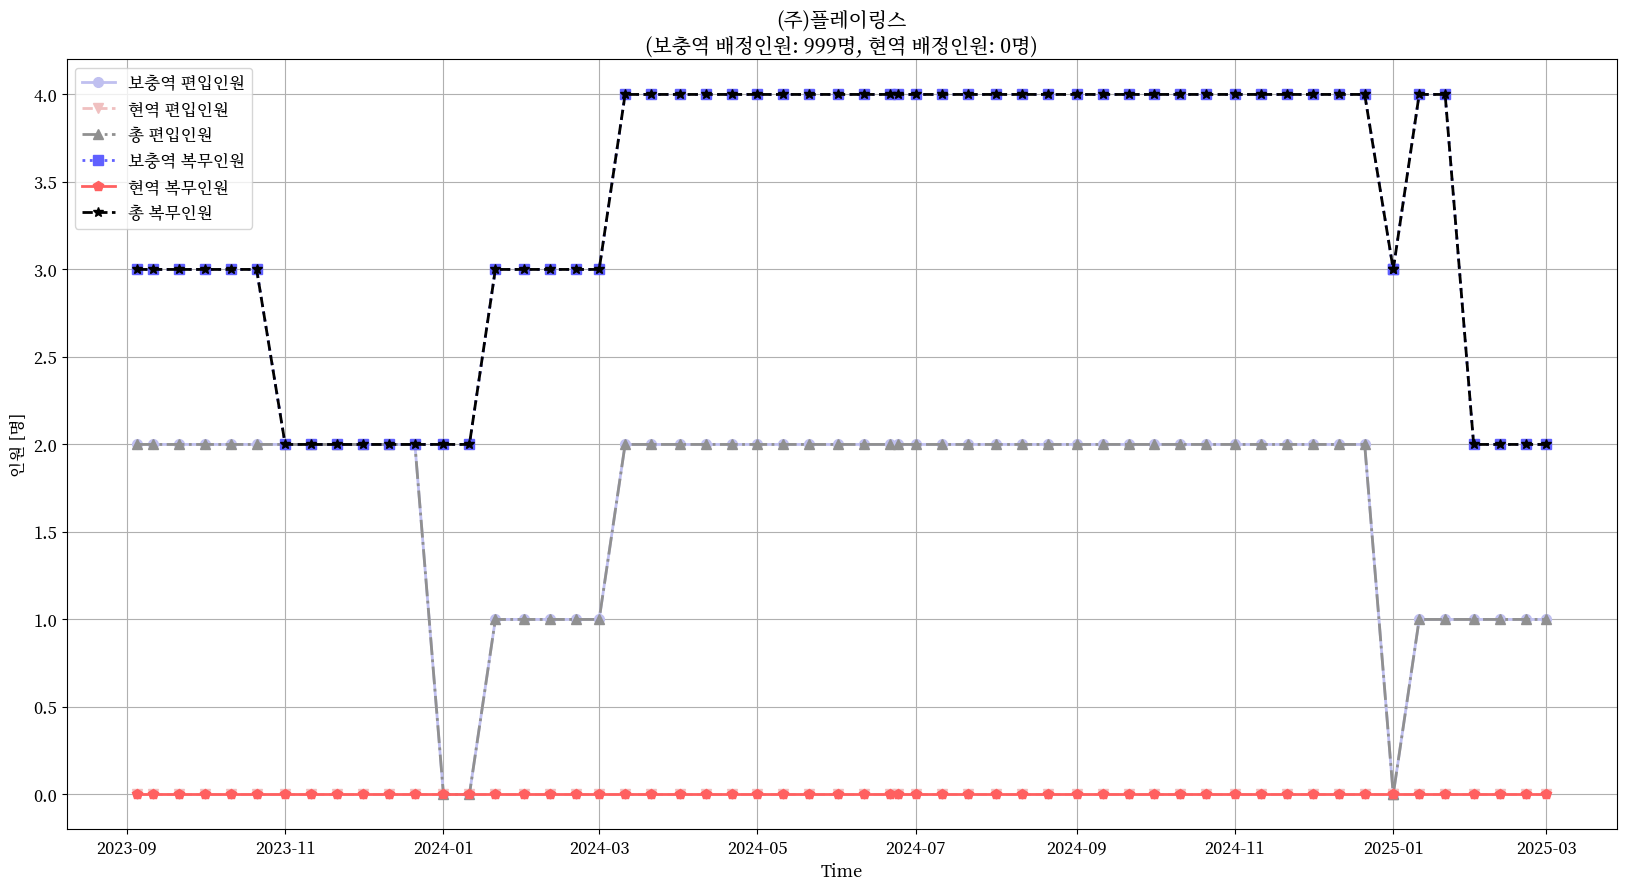 (주)플레이링스
(보충역 배정인원: 999명, 현역 배정인원: 0명)
보충역 편입인원
현역 편입인원
총 편입인원
보충역 복무인원
현역 복무인원
총 복무인원
인원 [명]
4.0
3.5
3.0
2.5
2.0
1.5
1.0
0.5
0.0
2023-09 2023-11 2024-01 2024-03 2024-05 2024-07 2024-09 2024-11 2025-01 2025-03
Time